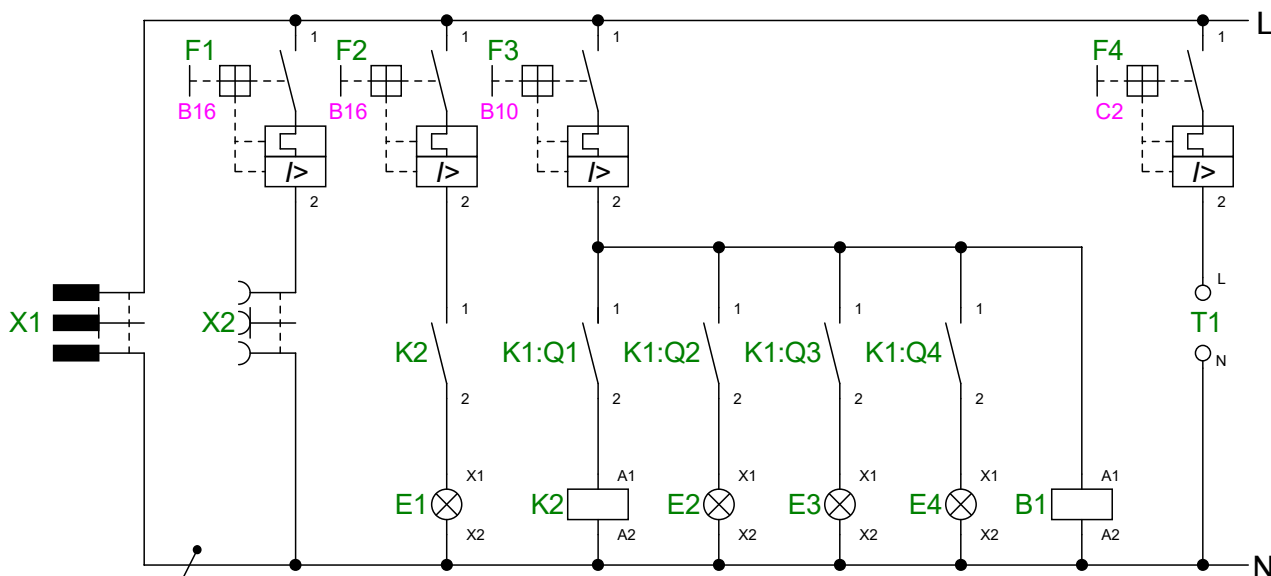 L
1 1 1 1
F1 F2 F3 F4
B16 B16 B10 C2
I> I> I> I>
2 2 2 2
L
1 1 1 1 1
X1 X2 T1
K2 K1:Q1 K1:Q2 K1:Q3 K1:Q4
N
2 2 2 2 2
X1 A1 X1 X1 X1 A1
E1 K2 E2 E3 E4 B1
X2 A2 X2 X2 X2 A2
N